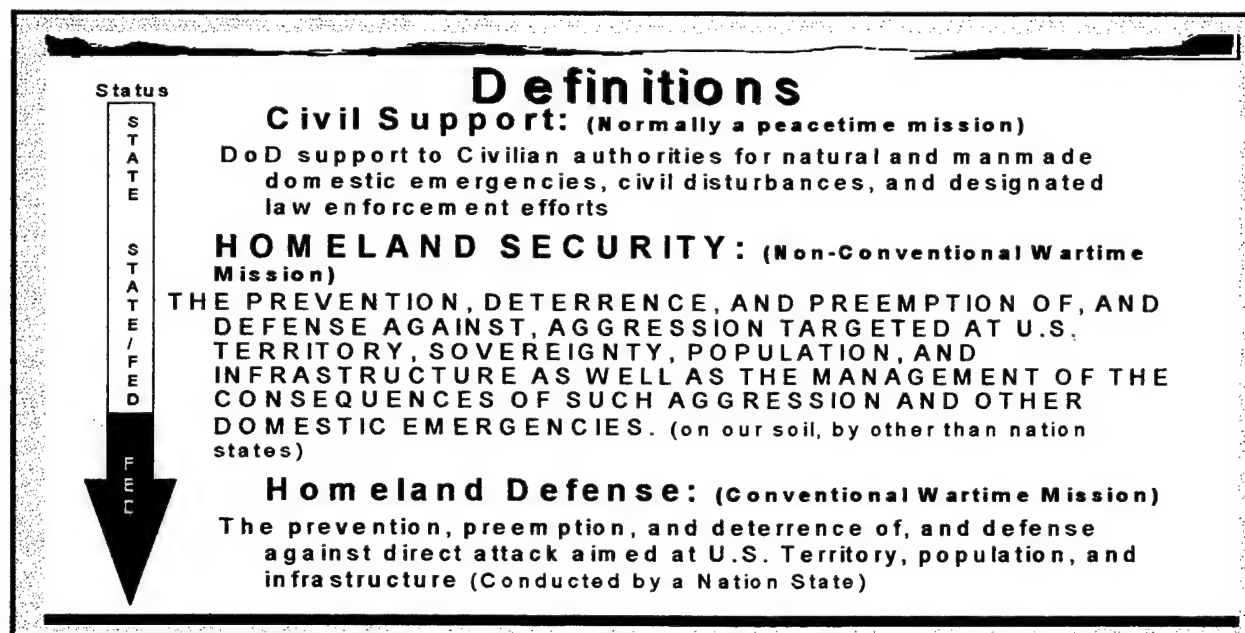 Definitions
Status
STATE
STATE/FED
FED
Civil Support: (Normally a peacetime mission)
DoD support to Civilian authorities for natural and manmade
domestic emergencies, civil disturbances, and designated
law enforcement efforts
HOMELAND SECURITY: (Non-Conventional Wartime
Mission)
THE PREVENTION, DETERRENCE, AND PREEMPTION OF, AND
DEFENSE AGAINST, AGGRESSION TARGETED AT U.S.
TERRITORY, SOVEREIGNTY, POPULATION, AND
INFRASTRUCTURE AS WELL AS THE MANAGEMENT OF THE
CONSEQUENCES OF SUCH AGGRESSION AND OTHER
DOMESTIC EMERGENCIES. (on our soil, by other than nation
states)
Homeland Defense: (Conventional Wartime Mission)
The prevention, preemption, and deterrence of, and defense
against direct attack aimed at U.S. Territory, population, and
infrastructure (Conducted by a Nation State)